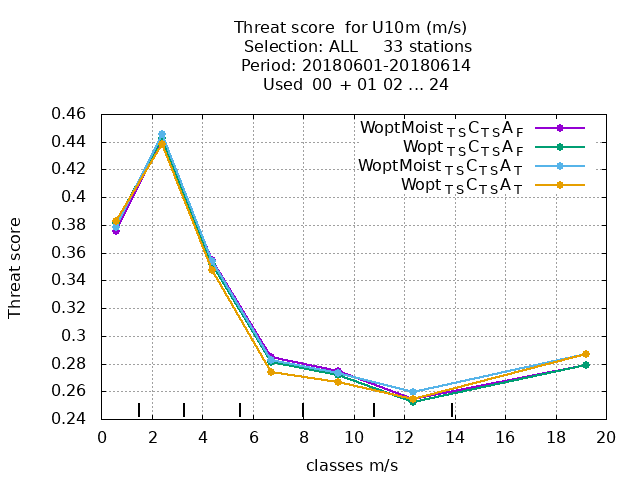 Threat score for U10m (m/s)
Selection: ALL 33 stations
Period: 20180601-20180614
Used 00 + 01 02 ... 24
WoptMoist TS C TS A F
Wopt TS C TS A F
WoptMoist TS C TS A T
Wopt TS C TS A T
0.46
0.44
0.42
0.4
0.38
0.36
0.34
0.32
0.3
0.28
0.26
0.24
Threat score
0 2 4 6 8 10 12 14 16 18 20
classes m/s